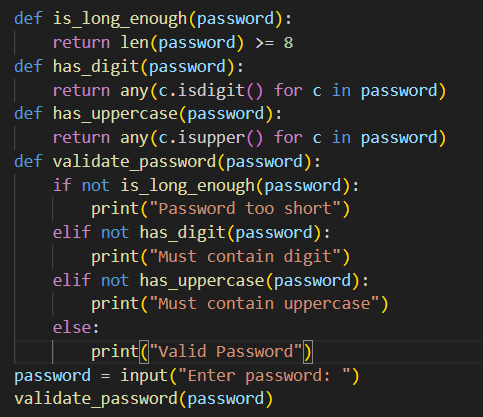 def is_long_enough(password):
    return len(password) >= 8
def has_digit(password):
    return any(c.isdigit() for c in password)
def has_uppercase(password):
    return any(c.isupper() for c in password)
def validate_password(password):
    if not is_long_enough(password):
        print("Password too short")
    elif not has_digit(password):
        print("Must contain digit")
    elif not has_uppercase(password):
        print("Must contain uppercase")
    else:
        print("Valid Password")
password = input("Enter password: ")
validate_password(password)